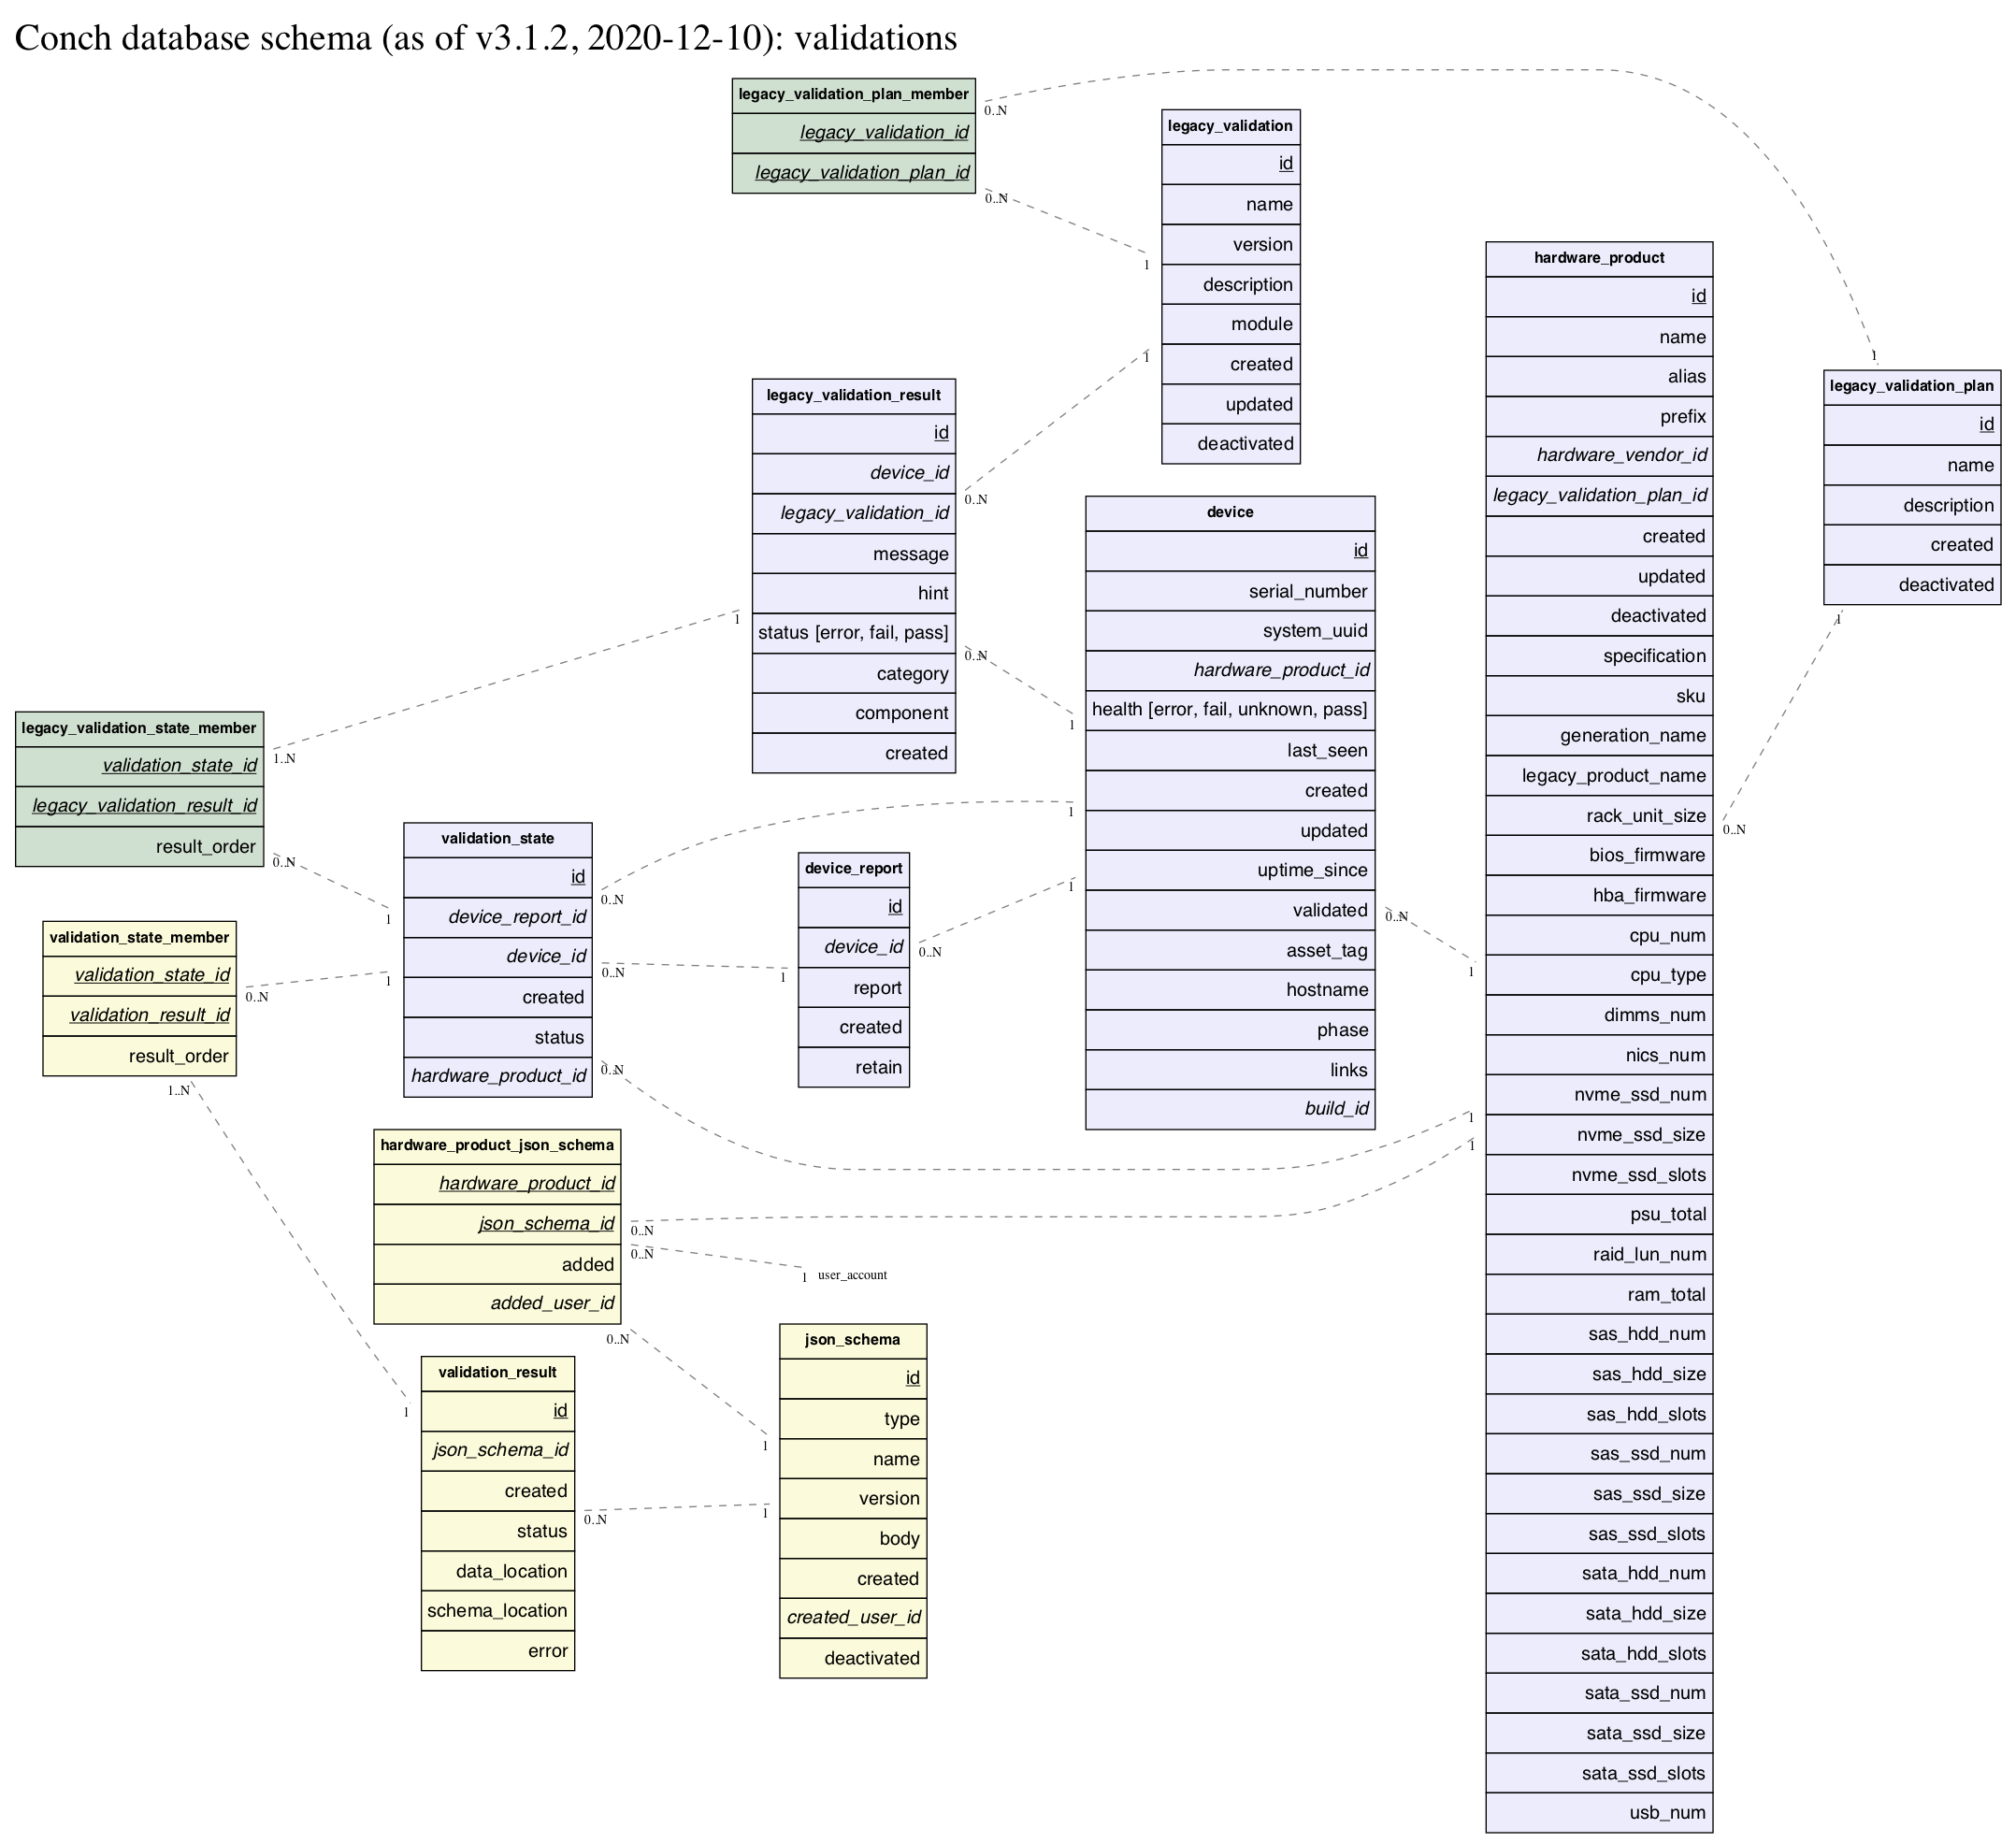 Conch database schema (as of v3.1.2, 2020-12-10): validations
legacy_validation_plan_member
legacy_validation_id
legacy_validation_plan_id
0..N
0..N
legacy_validation
id
name
version
description
module
created
updated
deactivated
1
1
hardware_product
id
name
alias
prefix
hardware_vendor_id
legacy_validation_plan_id
created
updated
deactivated
specification
sku
generation_name
legacy_product_name
rack_unit_size
bios_firmware
hba_firmware
cpu_num
cpu_type
dimms_num
nics_num
nvme_ssd_num
nvme_ssd_size
nvme_ssd_slots
psu_total
raid_lun_num
ram_total
sas_hdd_num
sas_hdd_size
sas_hdd_slots
sas_ssd_num
sas_ssd_size
sas_ssd_slots
sata_hdd_num
sata_hdd_size
sata_hdd_slots
sata_ssd_num
sata_ssd_size
sata_ssd_slots
usb_num
0..N
1
1
1
1
legacy_validation_plan
id
name
description
created
deactivated
1
legacy_validation_result
id
device_id
legacy_validation_id
message
hint
status [error, fail, pass]
category
component
created
0..N
0..N
1
device
id
serial_number
system_uuid
hardware_product_id
health [error, fail, unknown, pass]
last_seen
created
updated
uptime_since
validated
asset_tag
hostname
phase
links
build_id
1
1
1
0..N
legacy_validation_state_member
validation_state_id
legacy_validation_result_id
result_order
1..N
0..N
validation_state
id
device_report_id
device_id
created
status
hardware_product_id
1
1
0..N
0..N
0..N
device_report
id
device_id
report
created
retain
0..N
1
validation_state_member
validation_state_id
validation_result_id
result_order
0..N
1..N
hardware_product_json_schema
hardware_product_id
json_schema_id
added
added_user_id
0..N
0..N
0..N
1
user_account
validation_result
id
json_schema_id
created
status
data_location
schema_location
error
1
0..N
json_schema
id
type
name
version
body
created
created_user_id
deactivated
1
1